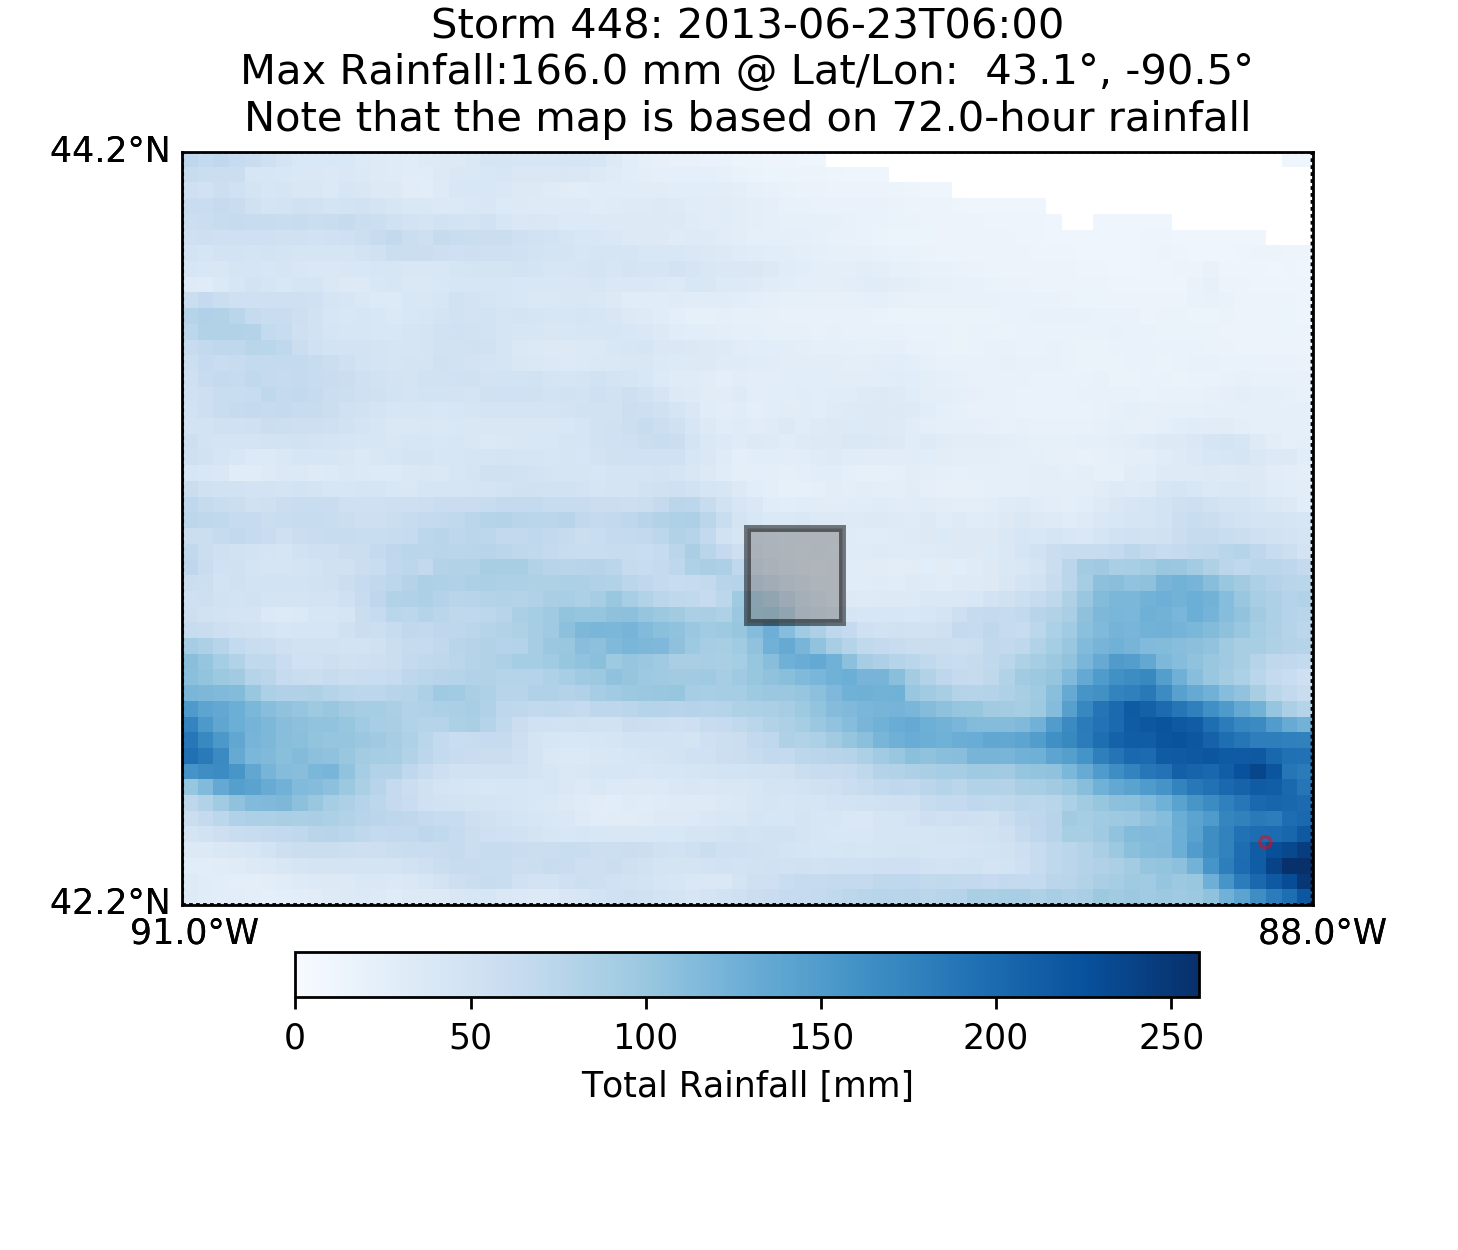 Storm 448: 2013-06-23T06:00
Max Rainfall:166.0 mm @ Lat/Lon:  43.1°, -90.5°
Note that the map is based on 72.0-hour rainfall
44.2°N
42.2°N
91.0°W 88.0°W
0 50 100 150 200 250
Total Rainfall [mm]